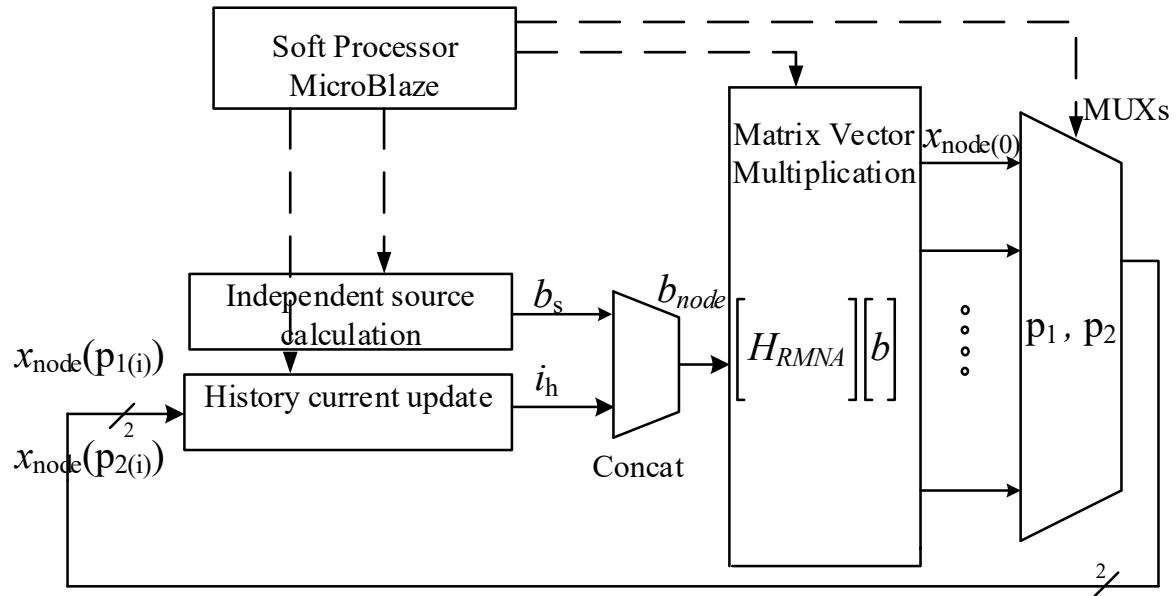 Soft Processor
MicroBlaze
MUXs
Matrix Vector
Multiplication
x_node(0)
Independent source
calculation
b_s
b_node
[H_RMNA][b]
p_1, p_2
x_node(p_1(i))
History current update
i_h
2
x_node(p_2(i))
Concat
2